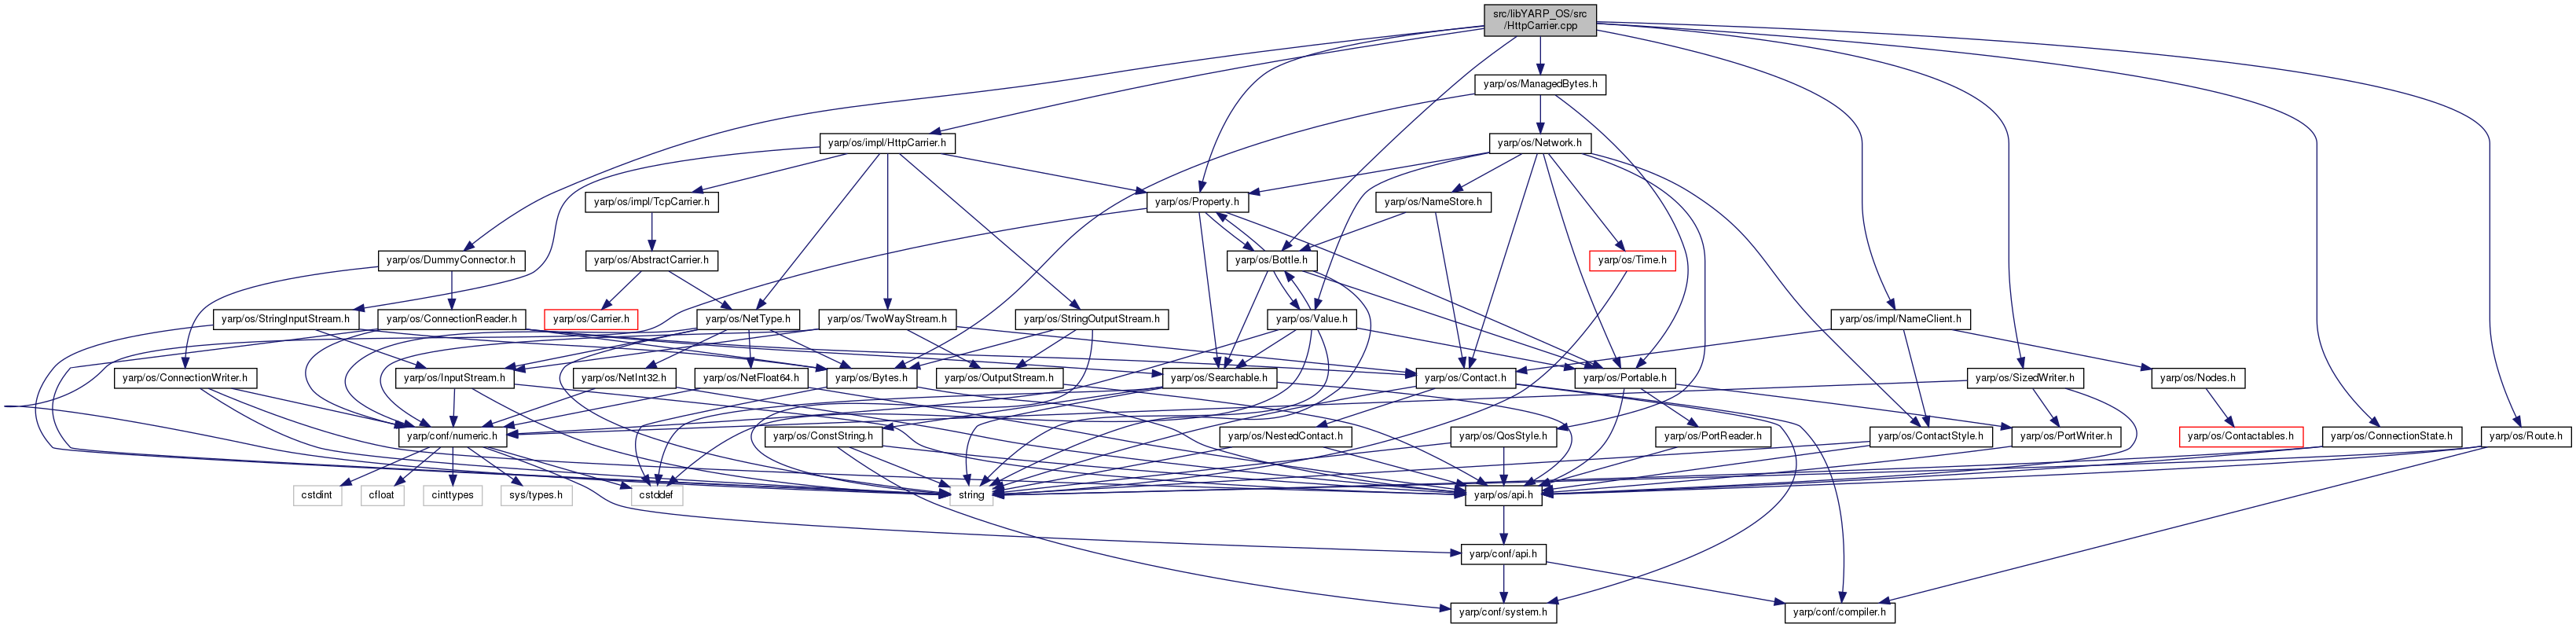 src/libYARP_OS/src
/HttpCarrier.cpp
yarp/os/ManagedBytes.h
yarp/os/impl/HttpCarrier.h
yarp/os/Network.h
yarp/os/impl/TcpCarrier.h
yarp/os/Property.h
yarp/os/NameStore.h
yarp/os/DummyConnector.h
yarp/os/AbstractCarrier.h
yarp/os/Bottle.h
yarp/os/Time.h
yarp/os/StringInputStream.h
yarp/os/ConnectionReader.h
yarp/os/Carrier.h
yarp/os/NetType.h
yarp/os/TwoWayStream.h
yarp/os/StringOutputStream.h
yarp/os/Value.h
yarp/os/impl/NameClient.h
yarp/os/ConnectionWriter.h
yarp/os/InputStream.h
yarp/os/NetInt32.h
yarp/os/NetFloat64.h
yarp/os/Bytes.h
yarp/os/OutputStream.h
yarp/os/Searchable.h
yarp/os/Contact.h
yarp/os/Portable.h
yarp/os/SizedWriter.h
yarp/os/Nodes.h
yarp/conf/numeric.h
yarp/os/ConstString.h
yarp/os/NestedContact.h
yarp/os/QosStyle.h
yarp/os/PortReader.h
yarp/os/ContactStyle.h
yarp/os/PortWriter.h
yarp/os/Contactables.h
yarp/os/ConnectionState.h
yarp/os/Route.h
cstdint
cfloat
cinttypes
sys/types.h
cstddef
string
yarp/os/api.h
yarp/conf/api.h
yarp/conf/system.h
yarp/conf/compiler.h